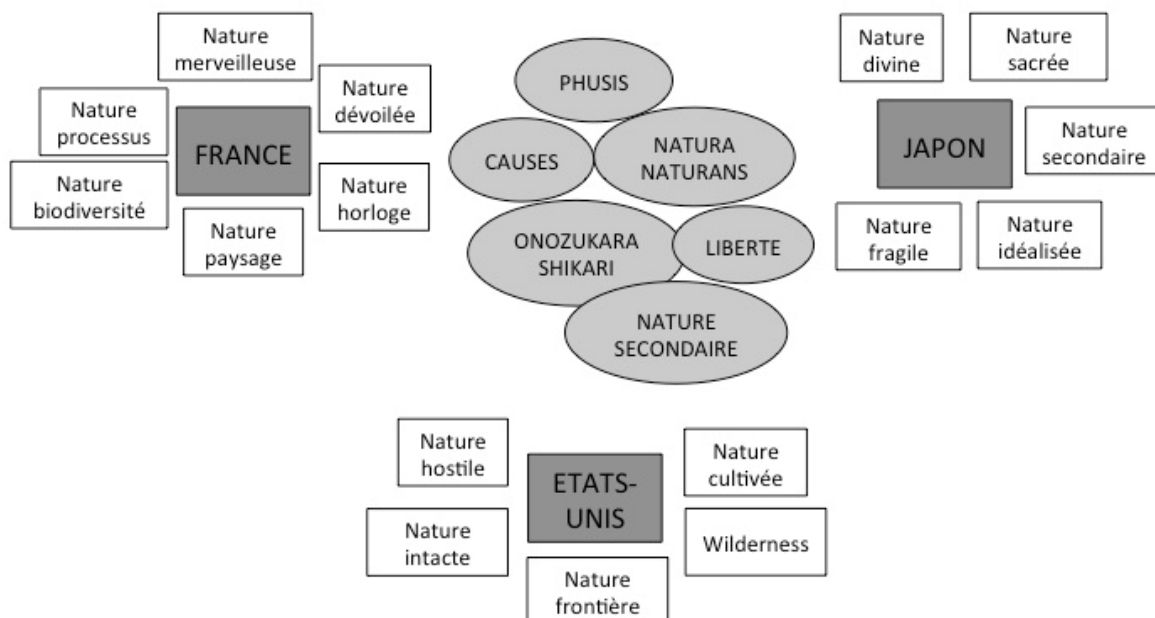 Nature
merveilleuse
Nature
dévoilée
Nature
processus
FRANCE
Nature
biodiversité
Nature
horloge
Nature
paysage
PHUSIS
CAUSES
NATURA
NATURANS
ONOZUKARA
SHIKARI
LIBERTE
NATURE
SECONDAIRE
Nature
divine
Nature
sacrée
JAPON
Nature
secondaire
Nature
fragile
Nature
idéalisée
Nature
hostile
ETATS-
UNIS
Nature
cultivée
Nature
intacte
Wilderness
Nature
frontière